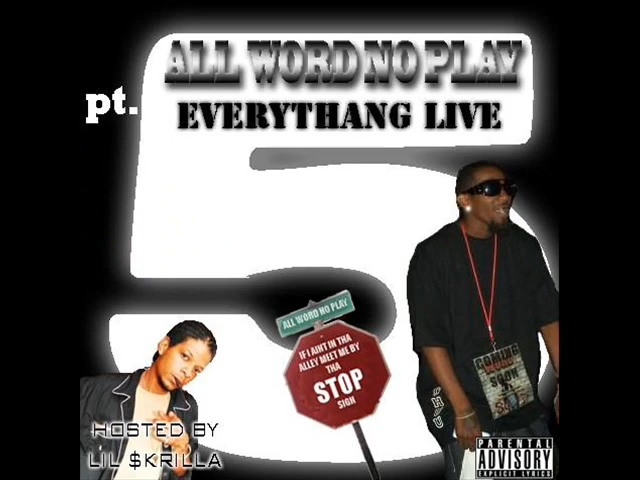 ALL WORD NO PLAY
pt.
EVERYTHANG LIVE
ALL WORD NO PLAY
IF I AINT IN THA
ALLEY MEET ME BY
THA
STOP
SIGN
COMING
SOON
HOSTED BY
LIL $KRILLA
PARENTAL
ADVISORY
EXPLICIT LYRICS